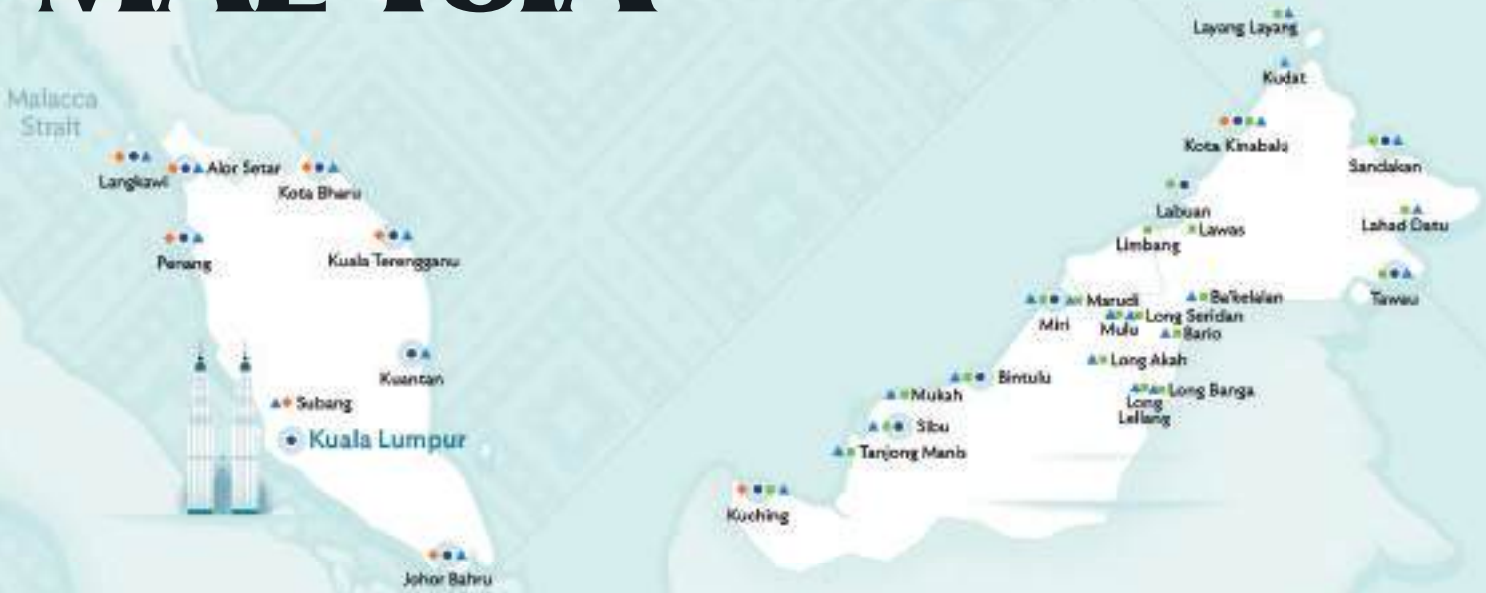 MALAYSIA
Layang Layang
Malacca
Strait
Kudat
Kota Kinabalu
Langkawi
Alor Setar
Kota Bharu
Sandakan
Labuan
Lahad Datu
Limbang
Lawas
Penang
Kuala Terengganu
Tawau
Miri
Marudi
Ba'kelalan
Mulu
Long Seridan
Bario
Kuantan
Long Akah
Bintulu
Mukah
Long Banga
Long
Lellang
Subang
Sibu
Kuala Lumpur
Tanjong Manis
Kuching
Johor Bahru